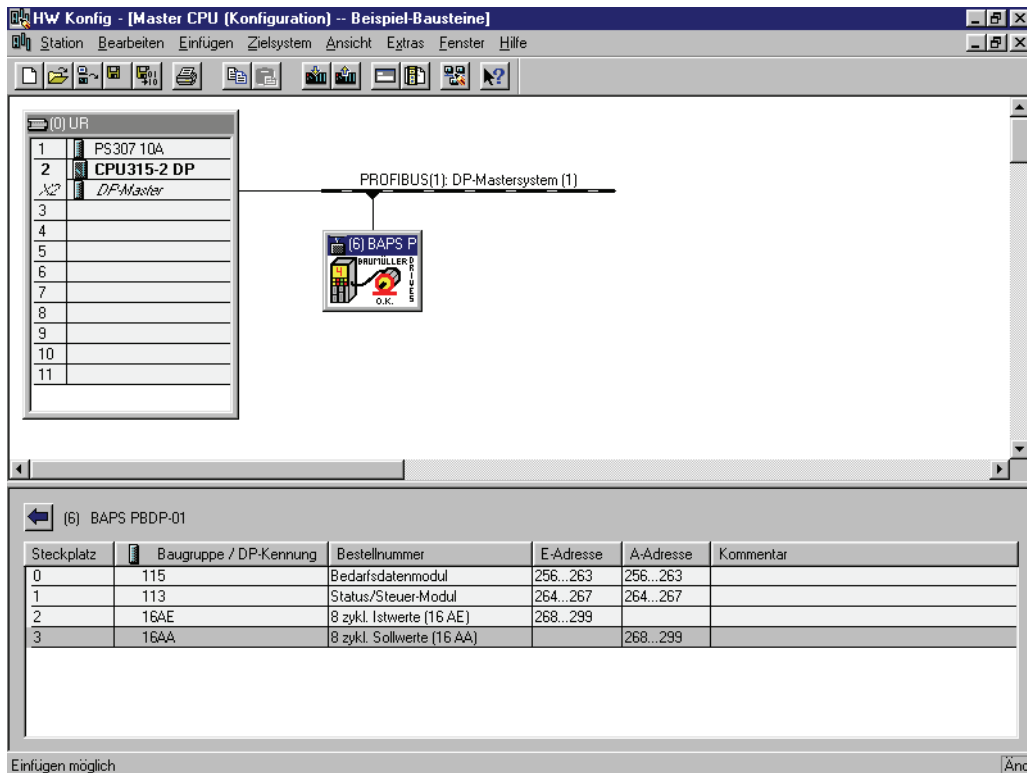 HW Konfig - [Master CPU (Konfiguration) -- Beispiel-Bausteine]
Station Bearbeiten Einfügen Zielsystem Ansicht Extras Fenster Hilfe
(0) UR
1 PS307 10A
2 CPU315-2 DP
X2 DP-Master
3
4
5
6
7
8
9
10
11
PROFIBUS(1): DP-Mastersystem (1)
(6) BAPS P
BAUMÜLLER
DRIVES
O.K.
(6) BAPS PBDP-01
Steckplatz Baugruppe / DP-Kennung Bestellnummer E-Adresse A-Adresse Kommentar
0 115 Bedarfsdatenmodul 256...263 256...263
1 113 Status/Steuer-Modul 264...267 264...267
2 16AE 8 zykl. Istwerte (16 AE) 268...299
3 16AA 8 zykl. Sollwerte (16 AA) 268...299
Einfügen möglich Änd